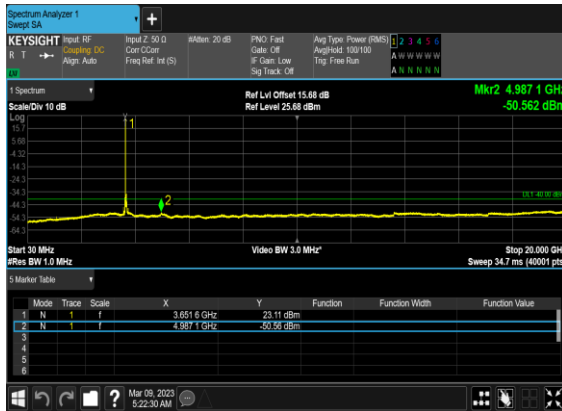 Spectrum Analyzer 1
Swept SA
+
KEYSIGHT Input: RF Input Z: 50 Ω #Atten: 20 dB PNO: Fast Avg Type: Power (RMS) 1 2 3 4 5 6
R T Coupling: DC Corr CCorr Gate: Off Avg|Hold: 100/100 A W W W W W
Align: Auto Freq Ref: Int (S) IF Gain: Low Trig: Free Run
Sig Track: Off A N N N N N
1 Spectrum Ref Lvl Offset 15.68 dB Mkr2 4.987 1 GHz
Scale/Div 10 dB Ref Level 25.68 dBm -50.562 dBm
Log
15.7
5.68
-4.32
-14.3
-24.3
-34.3
-44.3
-54.3
-64.3
1
2
Start 30 MHz Video BW 3.0 MHz* Stop 20.000 GHz
#Res BW 1.0 MHz Sweep 34.7 ms (40001 pts
5 Marker Table
Mode Trace Scale X Y Function Function Width Function Value
1 N 1 f 3.651 6 GHz 23.11 dBm
2 N 1 f 4.987 1 GHz -50.56 dBm
3
4
5
6
? Mar 09, 2023
5:22:30 AM